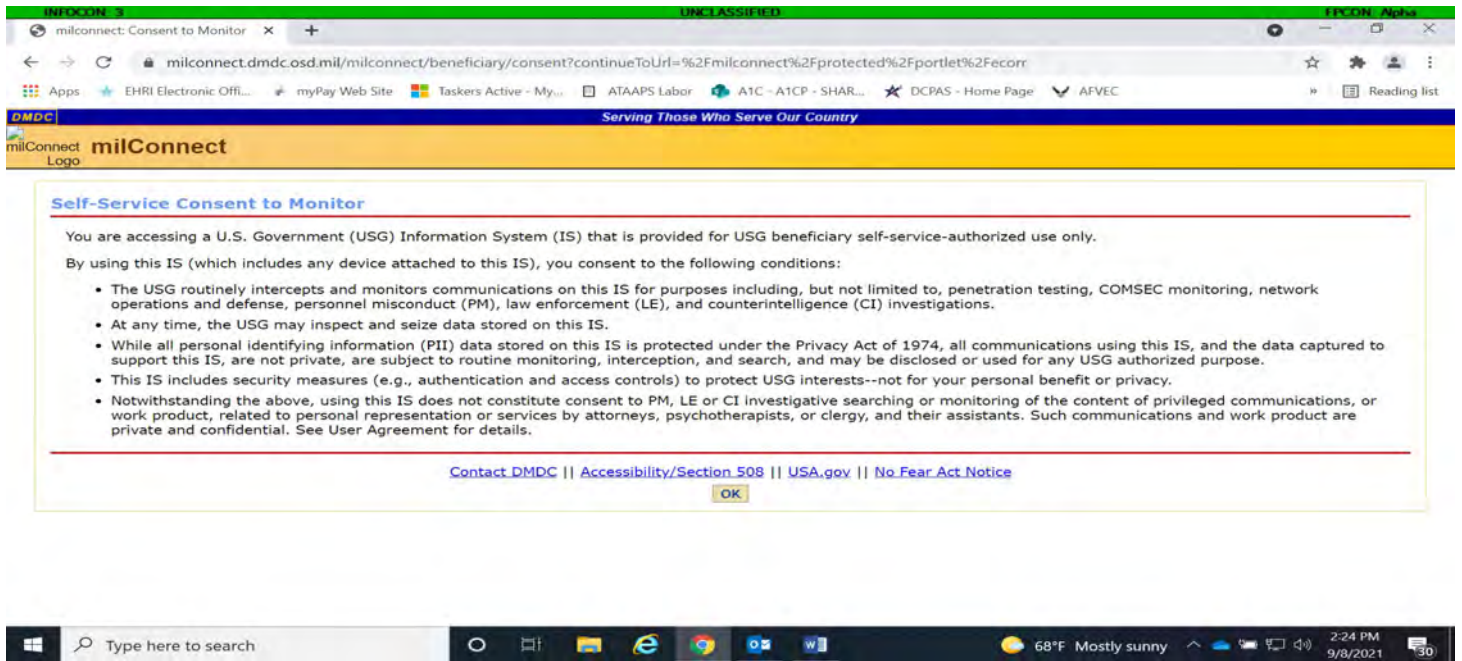 INFOCON: 3 UNCLASSIFIED FPCON: Alpha
milconnect: Consent to Monitor
milconnect.dmdc.osd.mil/milconnect/beneficiary/consent?continueToUrl=%2Fmilconnect%2Fprotected%2Fportlet%2Fecorr
Apps EHRI Electronic Offi... myPay Web Site Taskers Active - My... ATAAPS Labor A1C - A1CP - SHAR... DCPAS - Home Page AFVEC » Reading list
DMDC Serving Those Who Serve Our Country
milConnect Logo milConnect
Self-Service Consent to Monitor
You are accessing a U.S. Government (USG) Information System (IS) that is provided for USG beneficiary self-service-authorized use only.
By using this IS (which includes any device attached to this IS), you consent to the following conditions:
• The USG routinely intercepts and monitors communications on this IS for purposes including, but not limited to, penetration testing, COMSEC monitoring, network
operations and defense, personnel misconduct (PM), law enforcement (LE), and counterintelligence (CI) investigations.
• At any time, the USG may inspect and seize data stored on this IS.
• While all personal identifying information (PII) data stored on this IS is protected under the Privacy Act of 1974, all communications using this IS, and the data captured to
support this IS, are not private, are subject to routine monitoring, interception, and search, and may be disclosed or used for any USG authorized purpose.
• This IS includes security measures (e.g., authentication and access controls) to protect USG interests--not for your personal benefit or privacy.
• Notwithstanding the above, using this IS does not constitute consent to PM, LE or CI investigative searching or monitoring of the content of privileged communications, or
work product, related to personal representation or services by attorneys, psychotherapists, or clergy, and their assistants. Such communications and work product are
private and confidential. See User Agreement for details.
Contact DMDC || Accessibility/Section 508 || USA.gov || No Fear Act Notice
OK
Type here to search 68°F Mostly sunny 2:24 PM
9/8/2021 30